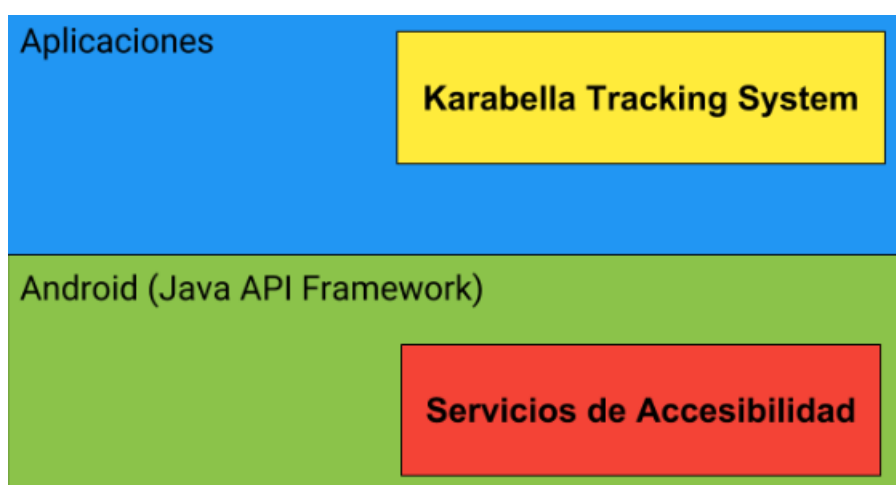 Aplicaciones
Karabella Tracking System
Android (Java API Framework)
Servicios de Accesibilidad